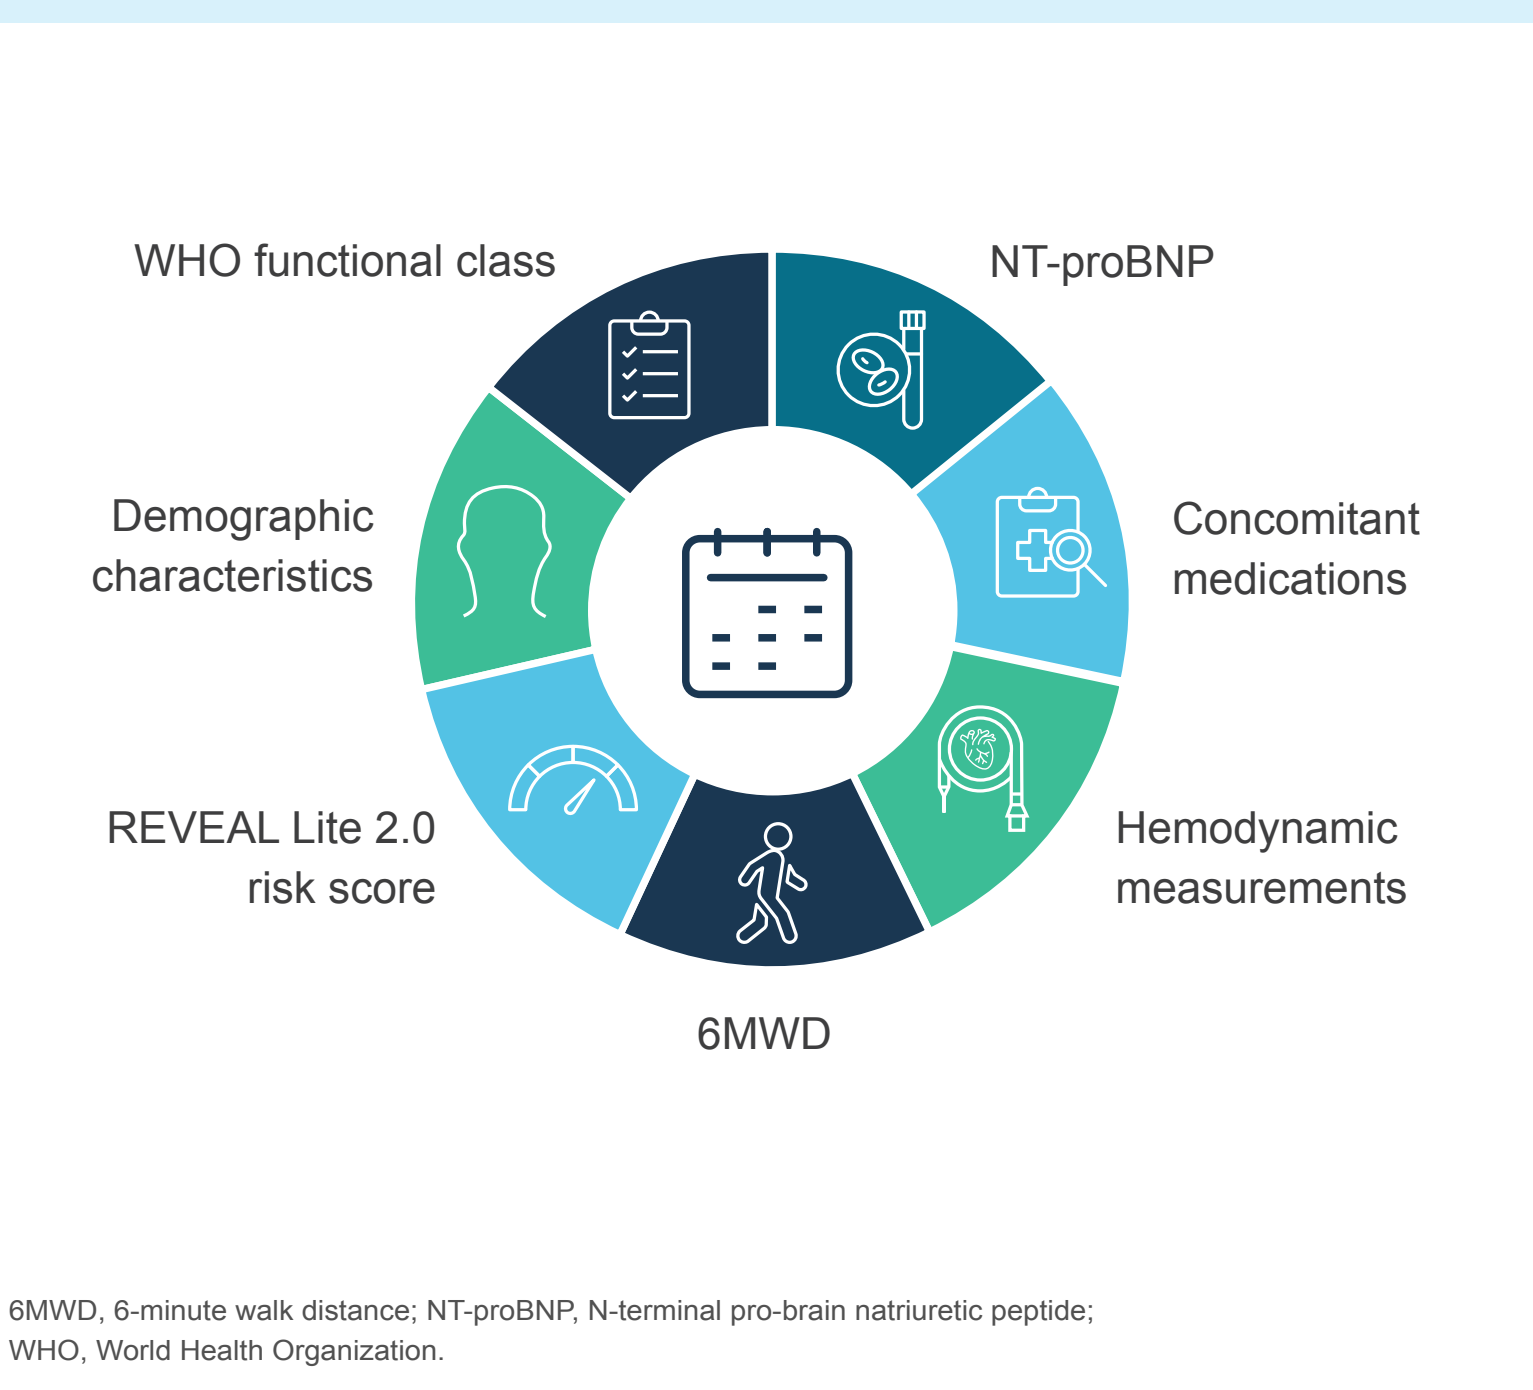 WHO functional class
NT-proBNP
Demographic
characteristics
Concomitant
medications
REVEAL Lite 2.0
risk score
Hemodynamic
measurements
6MWD
6MWD, 6-minute walk distance; NT-proBNP, N-terminal pro-brain natriuretic peptide;
WHO, World Health Organization.